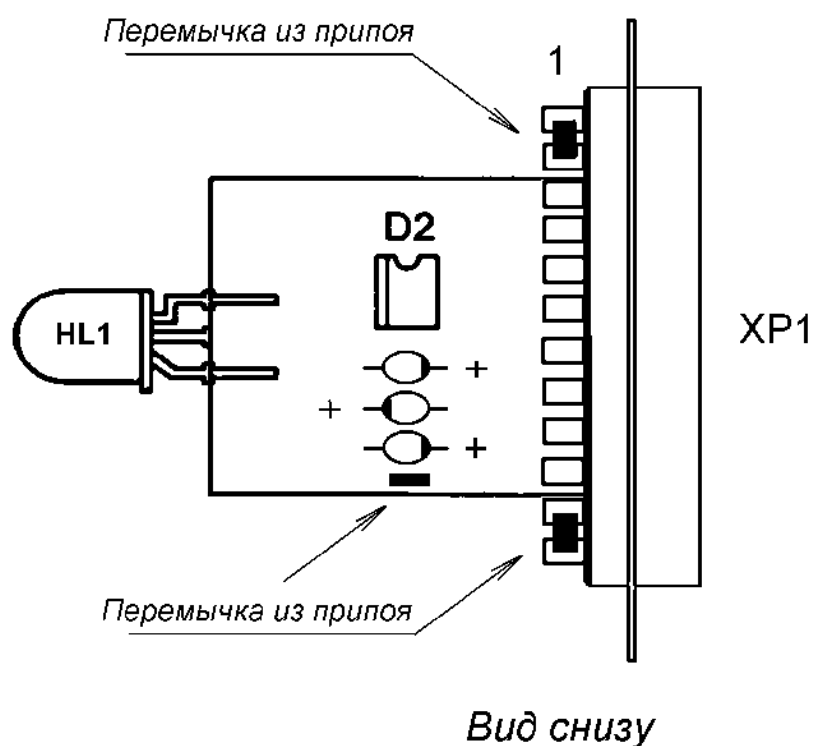 Перемычка из припоя
1
D2
HL1
XP1
+
+
+
Перемычка из припоя
Вид снизу